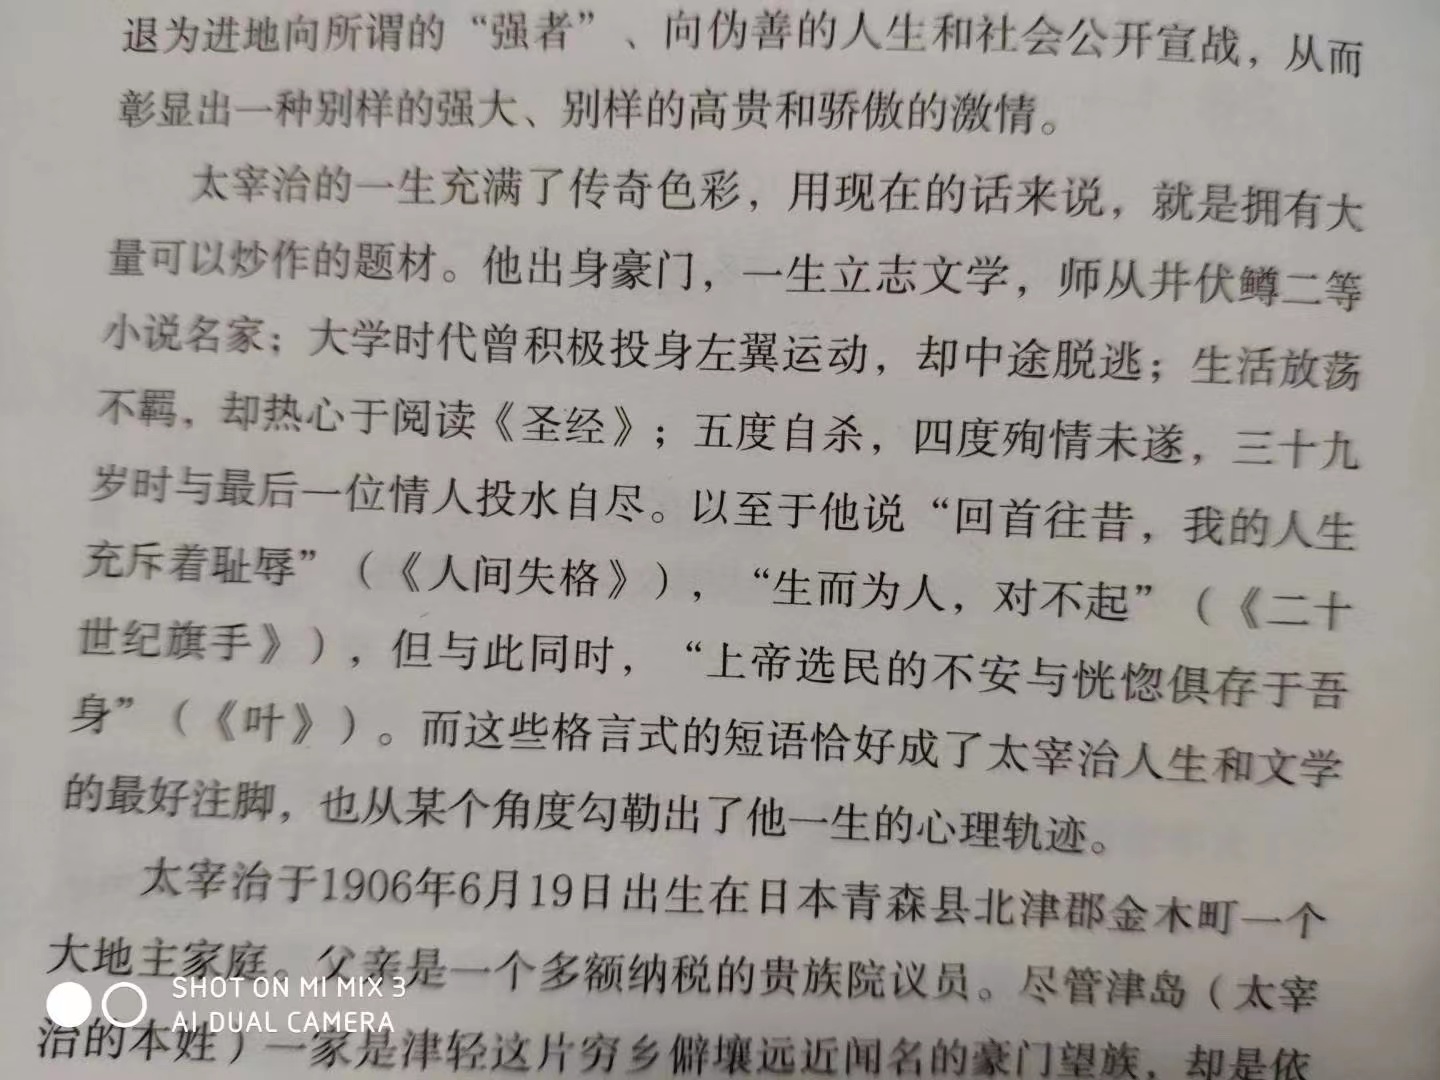 退为进地向所谓的“强者”、向伪善的人生和社会公开宣战，从而
彰显出一种别样的强大、别样的高贵和骄傲的激情。
太宰治的一生充满了传奇色彩，用现在的话来说，就是拥有大
量可以炒作的题材。他出身豪门，一生立志文学，师从井伏鳟二等
小说名家；大学时代曾积极投身左翼运动，却中途脱逃；生活放荡
不羁，却热心于阅读《圣经》；五度自杀，四度殉情未遂，三十九
岁时与最后一位情人投水自尽。以至于他说“回首往昔，我的人生
充斥着耻辱”（《人间失格》），“生而为人，对不起”（《二十
世纪旗手》），但与此同时，“上帝选民的不安与恍惚俱存于吾
身”（《叶》）。而这些格言式的短语恰好成了太宰治人生和文学
的最好注脚，也从某个角度勾勒出了他一生的心理轨迹。
太宰治于1906年6月19日出生在日本青森县北津郡金木町一个
大地主家庭。父亲是一个多额纳税的贵族院议员。尽管津岛（太宰
治的本姓）一家是津轻这片穷乡僻壤远近闻名的豪门望族，却是依
SHOT ON MI MIX 3
AI DUAL CAMERA